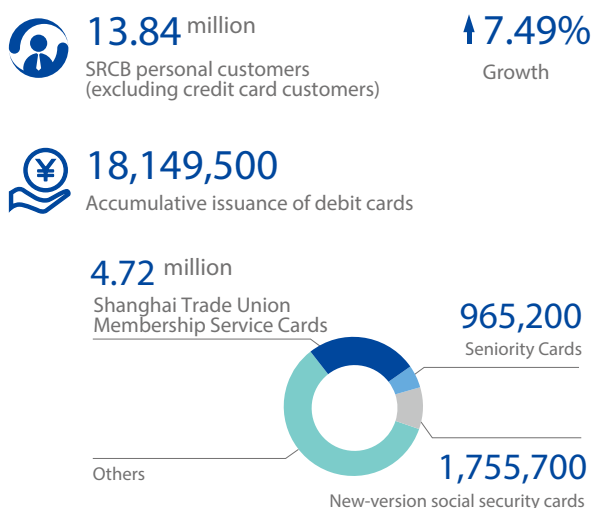 13.84 million
SRCB personal customers
(excluding credit card customers)
7.49%
Growth
¥
18,149,500
Accumulative issuance of debit cards
4.72 million
Shanghai Trade Union
Membership Service Cards
965,200
Seniority Cards
Others
1,755,700
New-version social security cards